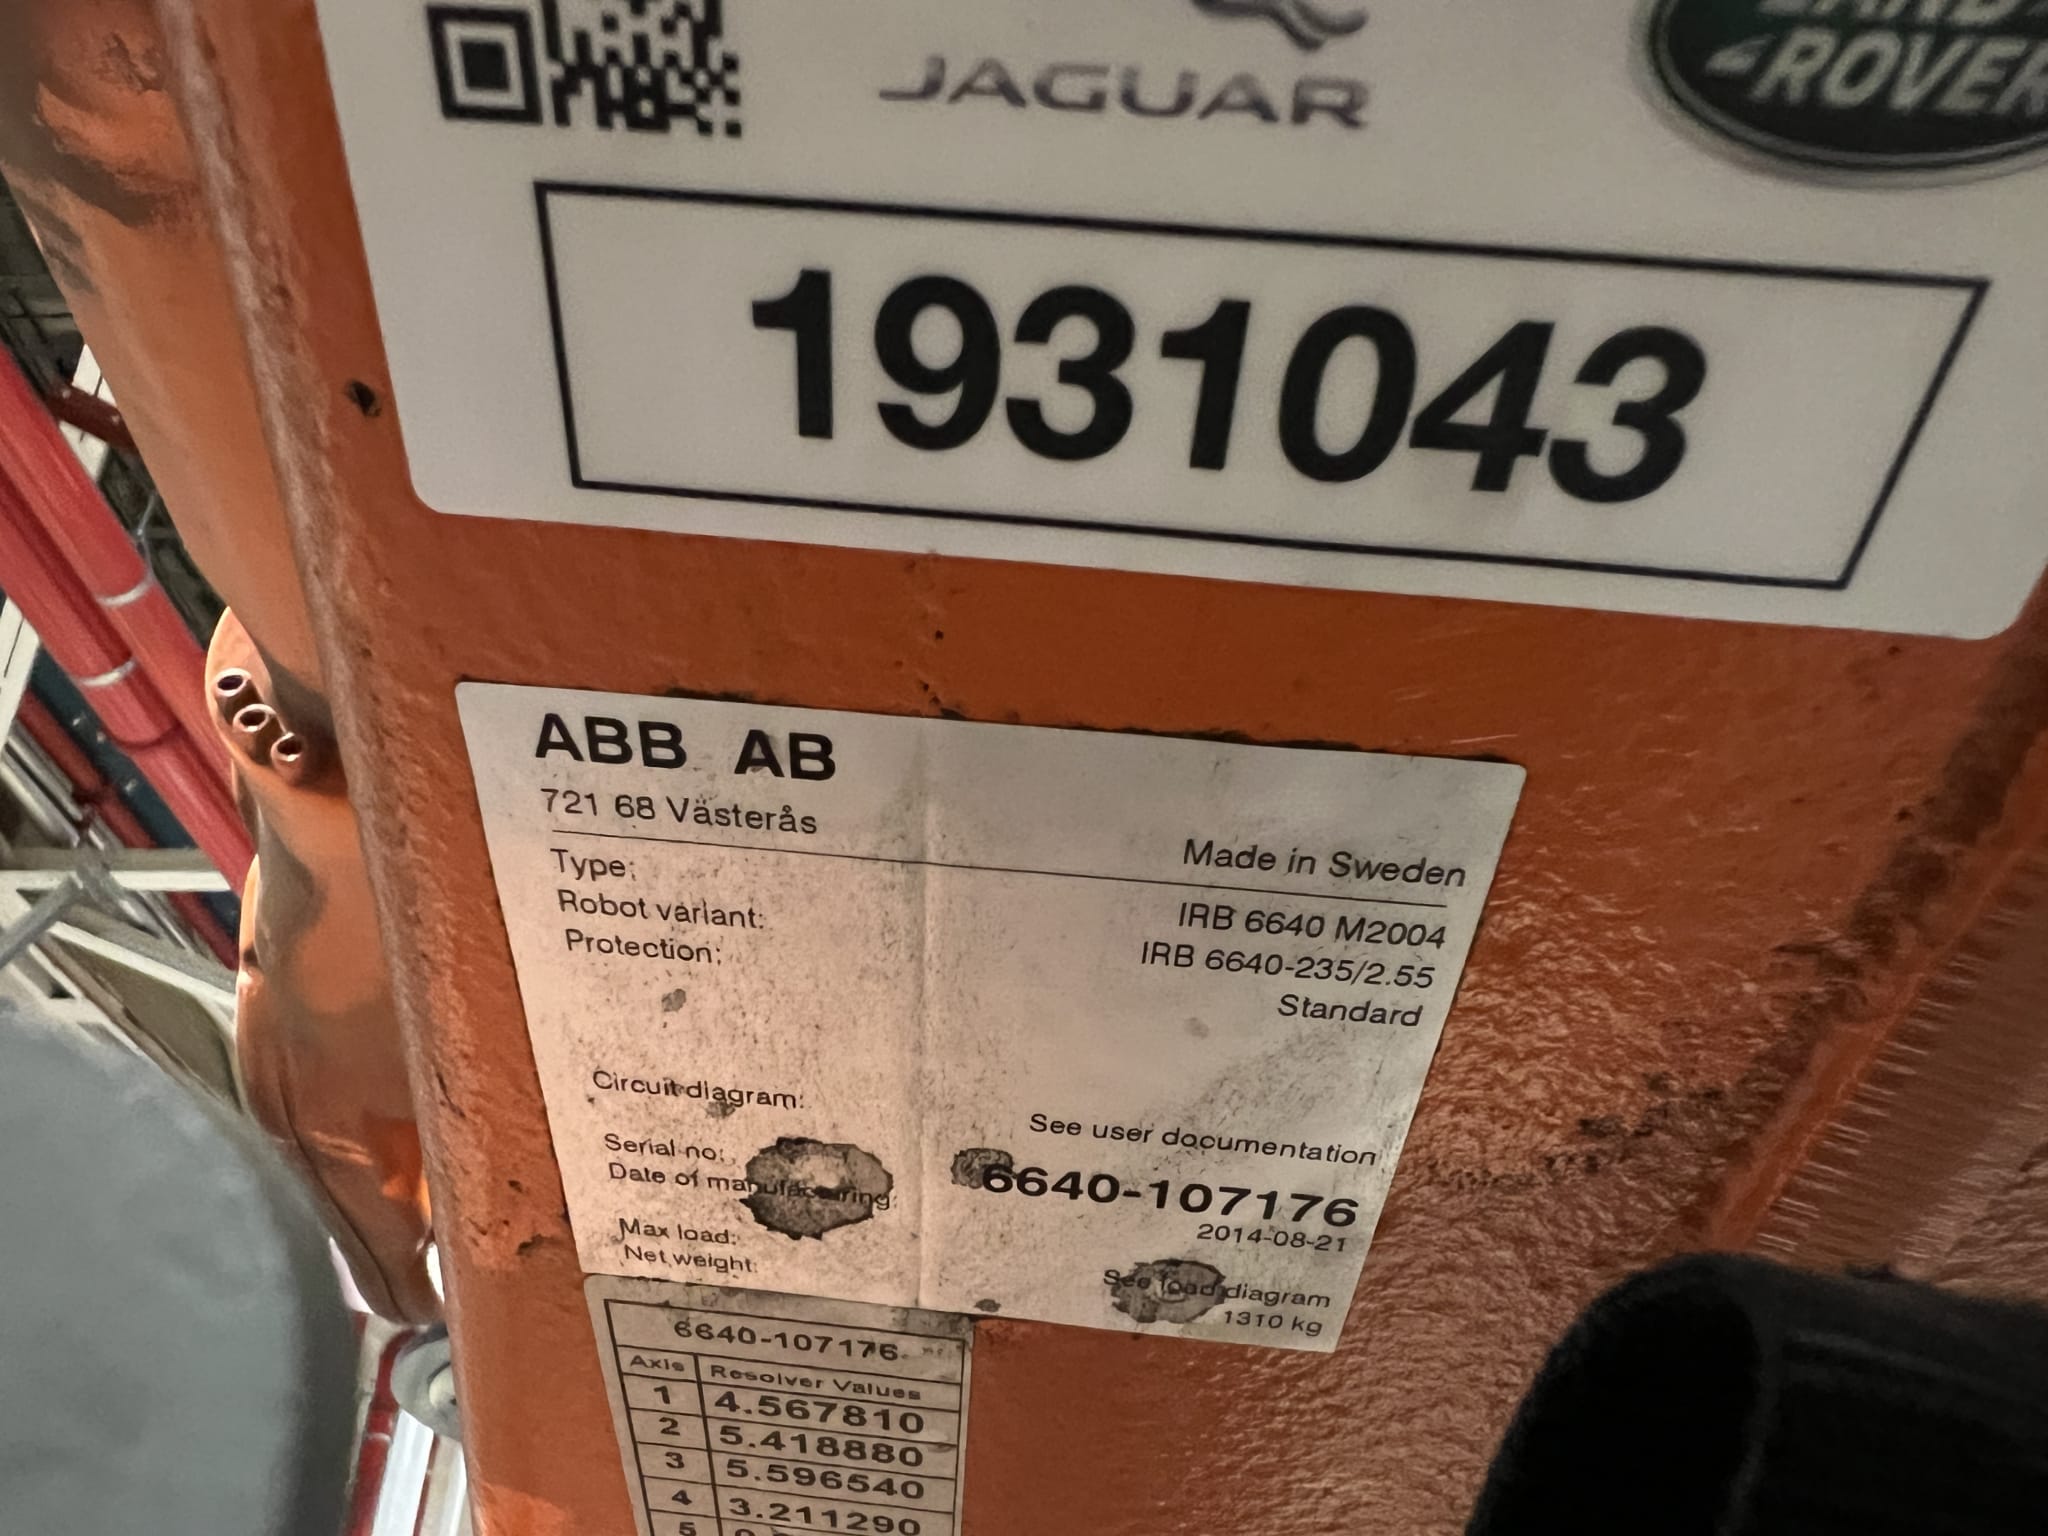 JAGUAR
LAND-
ROVER
1931043
ABB AB
721 68 Västerås
Made in Sweden
Type:
IRB 6640 M2004
Robot variant:
IRB 6640-235/2.55
Protection:
Standard
Circuit diagram:
See user documentation
Serial no:
6640-107176
Date of manufacturing:
2014-08-21
Max load:
See load diagram
Net weight:
1310 kg
6640-107176
Axis Resolver Values
1 4.567810
2 5.418880
3 5.596540
4 3.211290
5